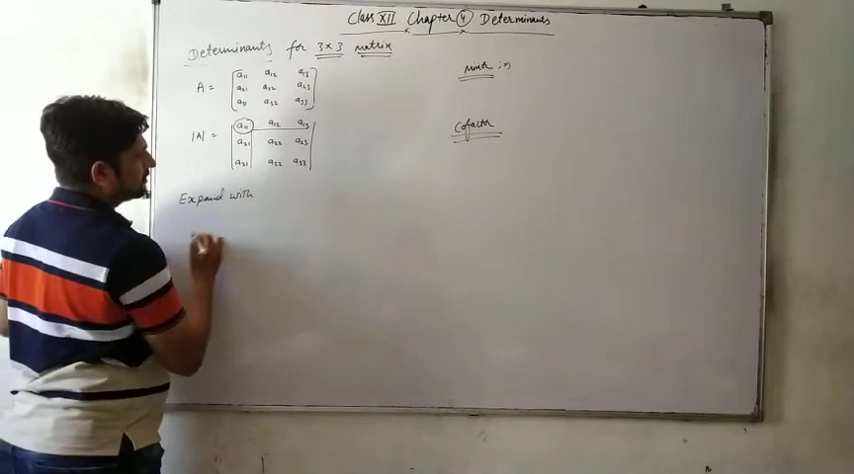 Class XII Chapter 4 Determinants
Determinants for 3 × 3 matrix
A = [ a11 a12 a13
a21 a22 a23
a31 a32 a33 ]
|A| = | a11 a12 a13
a21 a22 a23
a31 a32 a33 |
Expand with
Cofactor